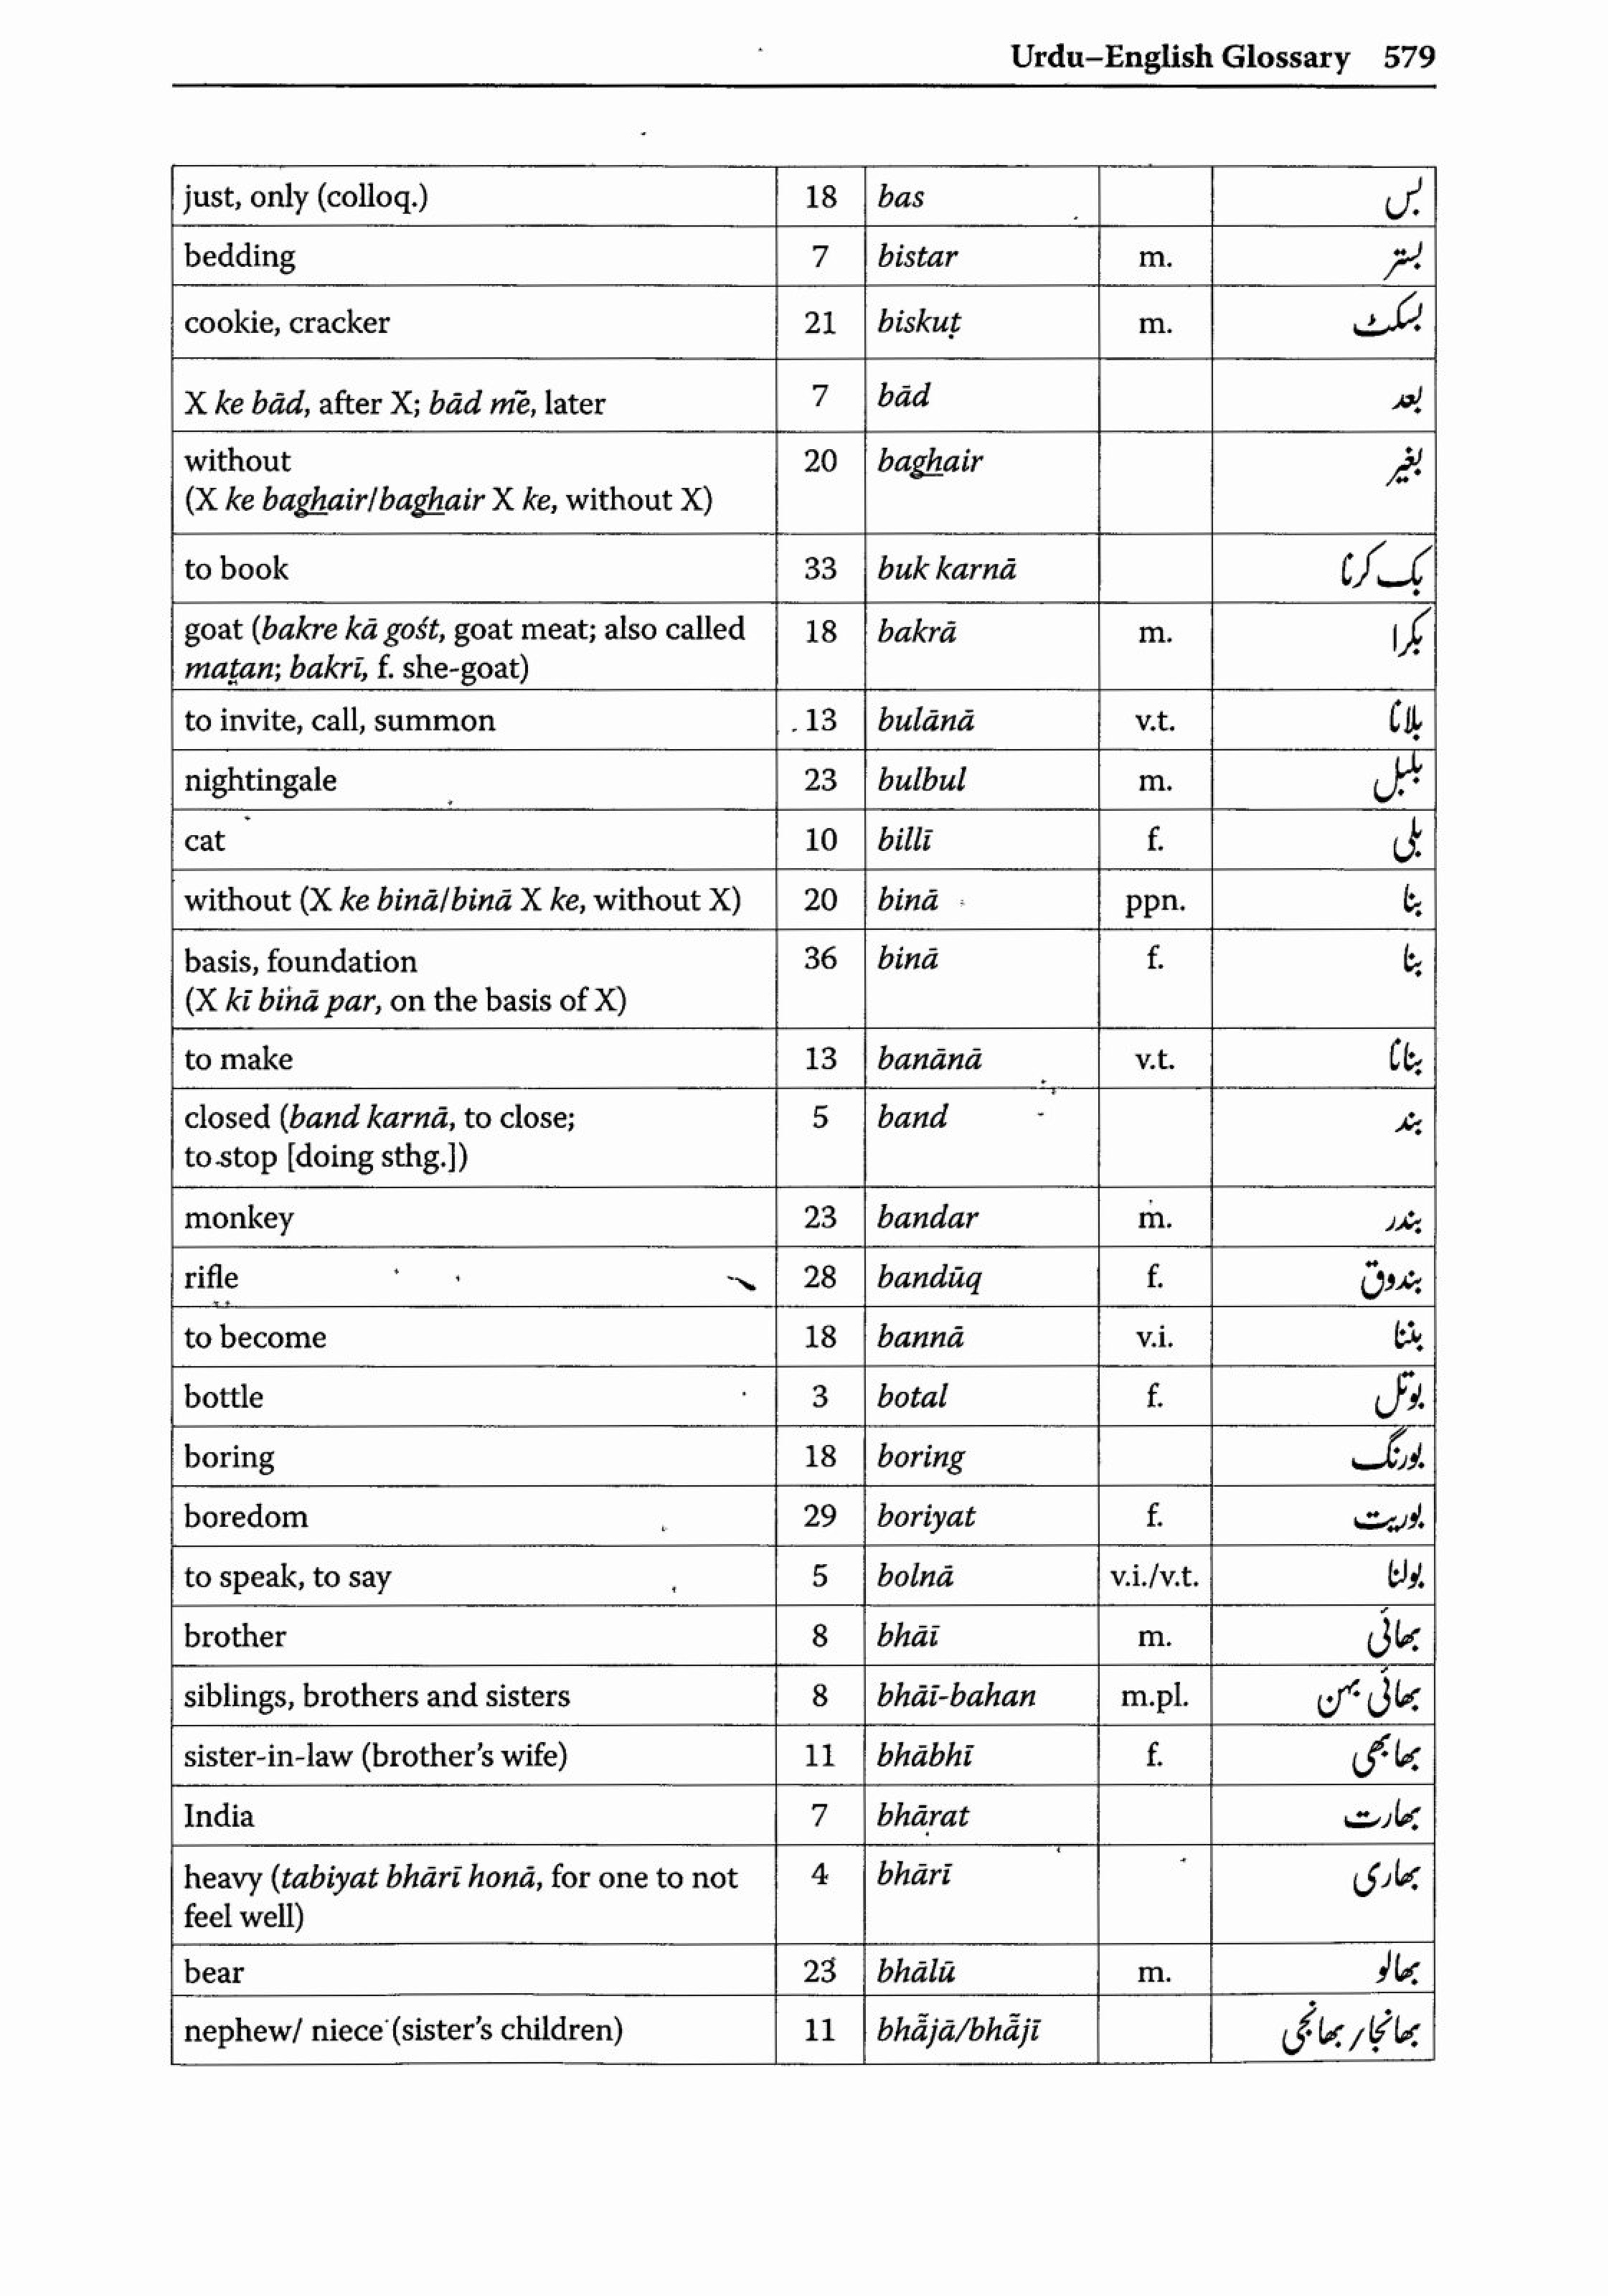 Urdu–English Glossary 579
just, only (colloq.) 18 bas بس
bedding 7 bistar m. بستر
cookie, cracker 21 biskuṭ m. بسکٹ
X ke bād, after X; bād mẽ, later 7 bād بعد
without 20 baghair بغیر
(X ke baghair/baghair X ke, without X)
to book 33 buk karnā بک کرنا
goat (bakre kā gośt, goat meat; also called 18 bakrā m. بکرا
maṭan; bakrī, f. she-goat)
to invite, call, summon 13 bulānā v.t. بلانا
nightingale 23 bulbul m. بلبل
cat 10 billī f. بلی
without (X ke binā/binā X ke, without X) 20 binā ppn. بنا
basis, foundation 36 binā f. بنا
(X kī binā par, on the basis of X)
to make 13 banānā v.t. بنانا
closed (band karnā, to close; 5 band بند
to stop [doing sthg.])
monkey 23 bandar m. بندر
rifle 28 bandūq f. بندوق
to become 18 bannā v.i. بننا
bottle 3 botal f. بوتل
boring 18 boring بورنگ
boredom 29 boriyat f. بوریت
to speak, to say 5 bolnā v.i./v.t. بولنا
brother 8 bhāī m. بھائی
siblings, brothers and sisters 8 bhāī-bahan m.pl. بھائی بہن
sister-in-law (brother’s wife) 11 bhābhī f. بھابھی
India 7 bhārat بھارت
heavy (tabiyat bhārī honā, for one to not 4 bhārī بھاری
feel well)
bear 23 bhālū m. بھالو
nephew/ niece (sister’s children) 11 bhā̃jā/bhā̃jī بھانجا / بھانجی